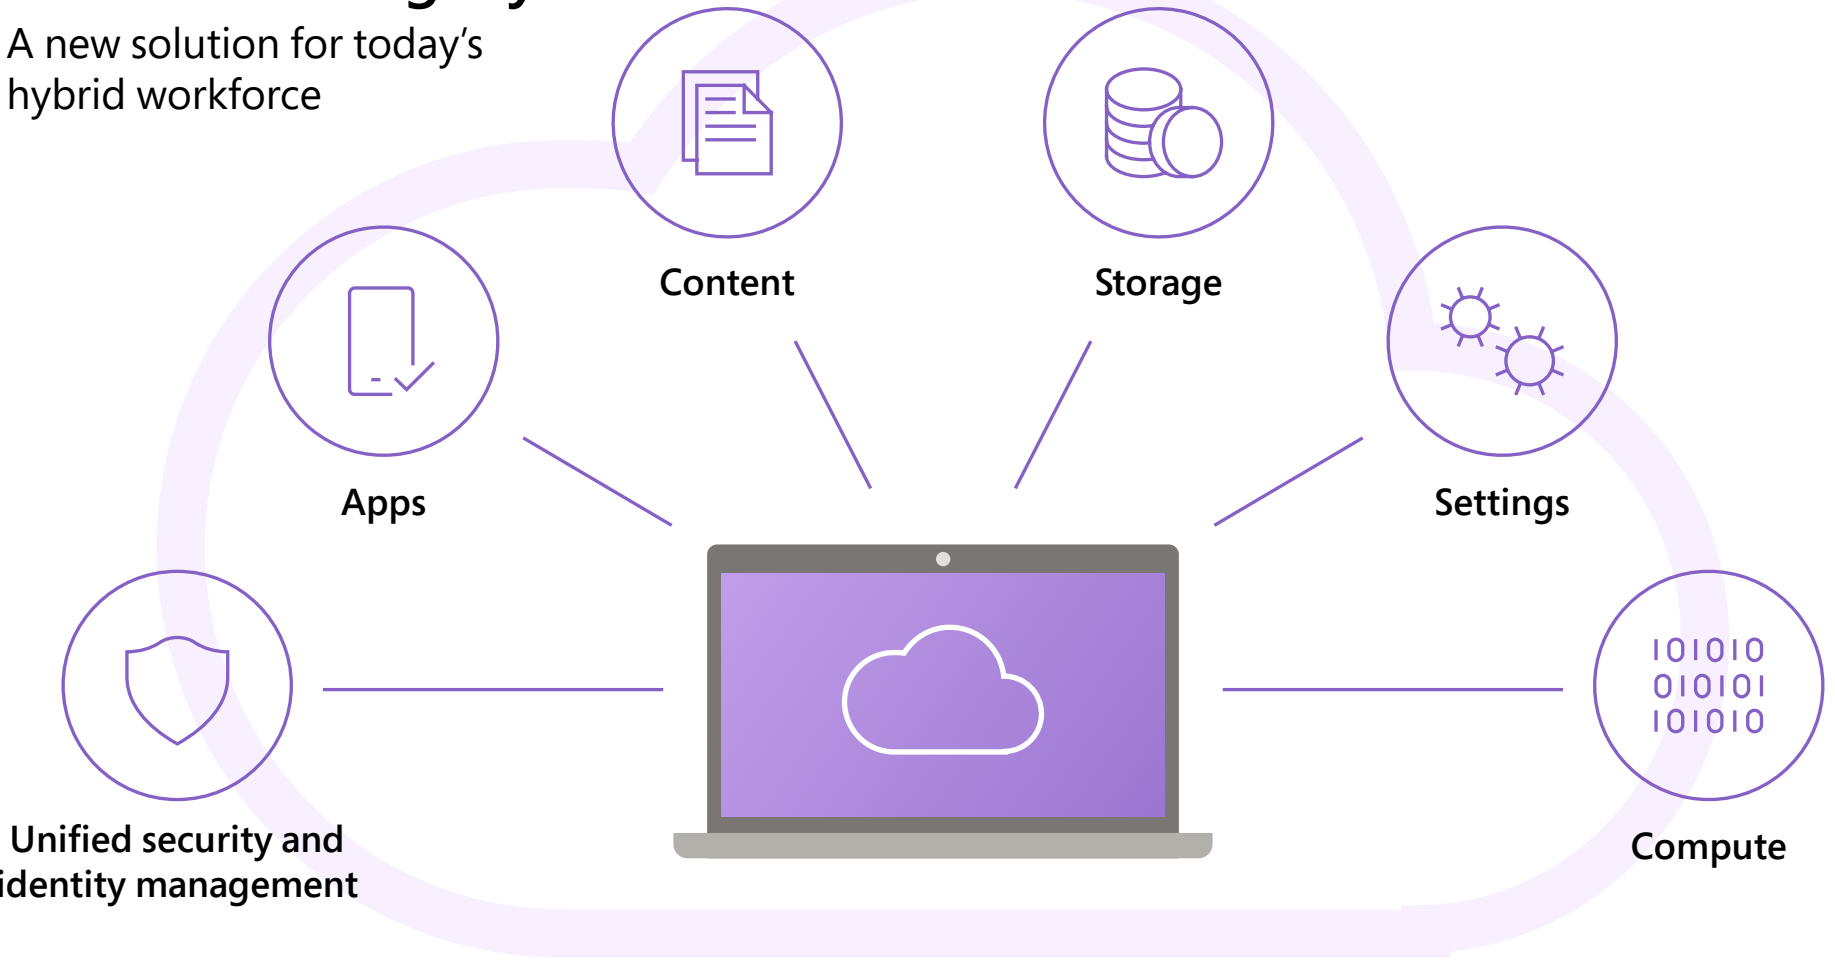 A new solution for today’s
hybrid workforce
Content
Storage
Apps
Settings
101010
010101
101010
Unified security and
identity management
Compute